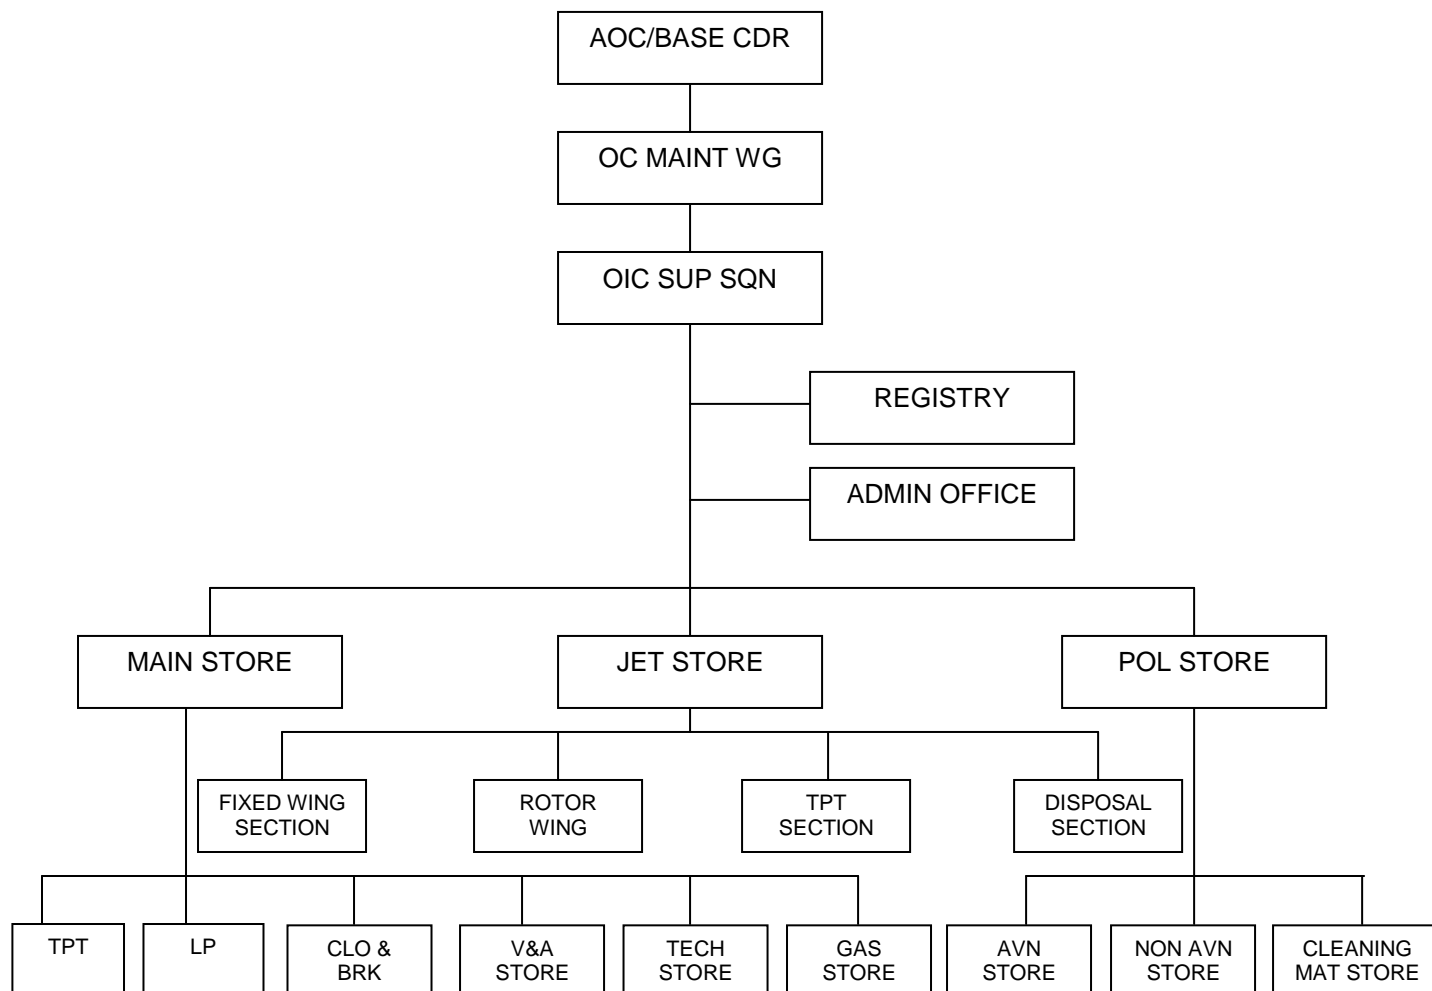 AOC/BASE CDR
OC MAINT WG
OIC SUP SQN
REGISTRY
ADMIN OFFICE
MAIN STORE
JET STORE
POL STORE
FIXED WING
SECTION
ROTOR
WING
TPT
SECTION
DISPOSAL
SECTION
TPT
LP
CLO &
BRK
V&A
STORE
TECH
STORE
GAS
STORE
AVN
STORE
NON AVN
STORE
CLEANING
MAT STORE